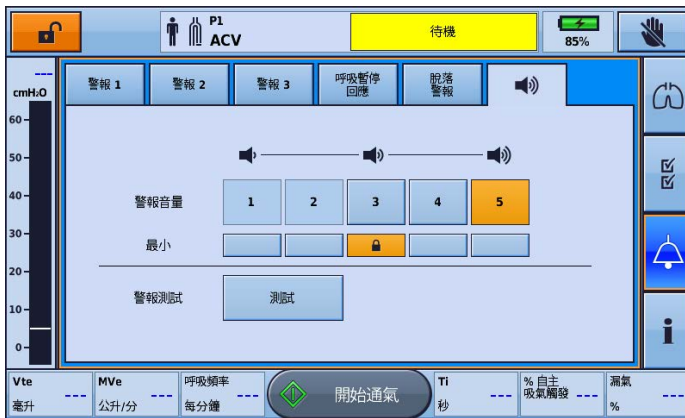 P1
ACV
待機
85%
---
cmH₂O
60
50
40
30
20
10
0
警報 1
警報 2
警報 3
呼吸暫停
回應
脫落
警報
警報音量
1
2
3
4
5
最小
警報測試
測試
i
Vte
---
毫升
MVe
---
公升/分
呼吸頻率
---
每分鐘
開始通氣
Ti
---
秒
% 自主
吸氣觸發
---
漏氣
---
%